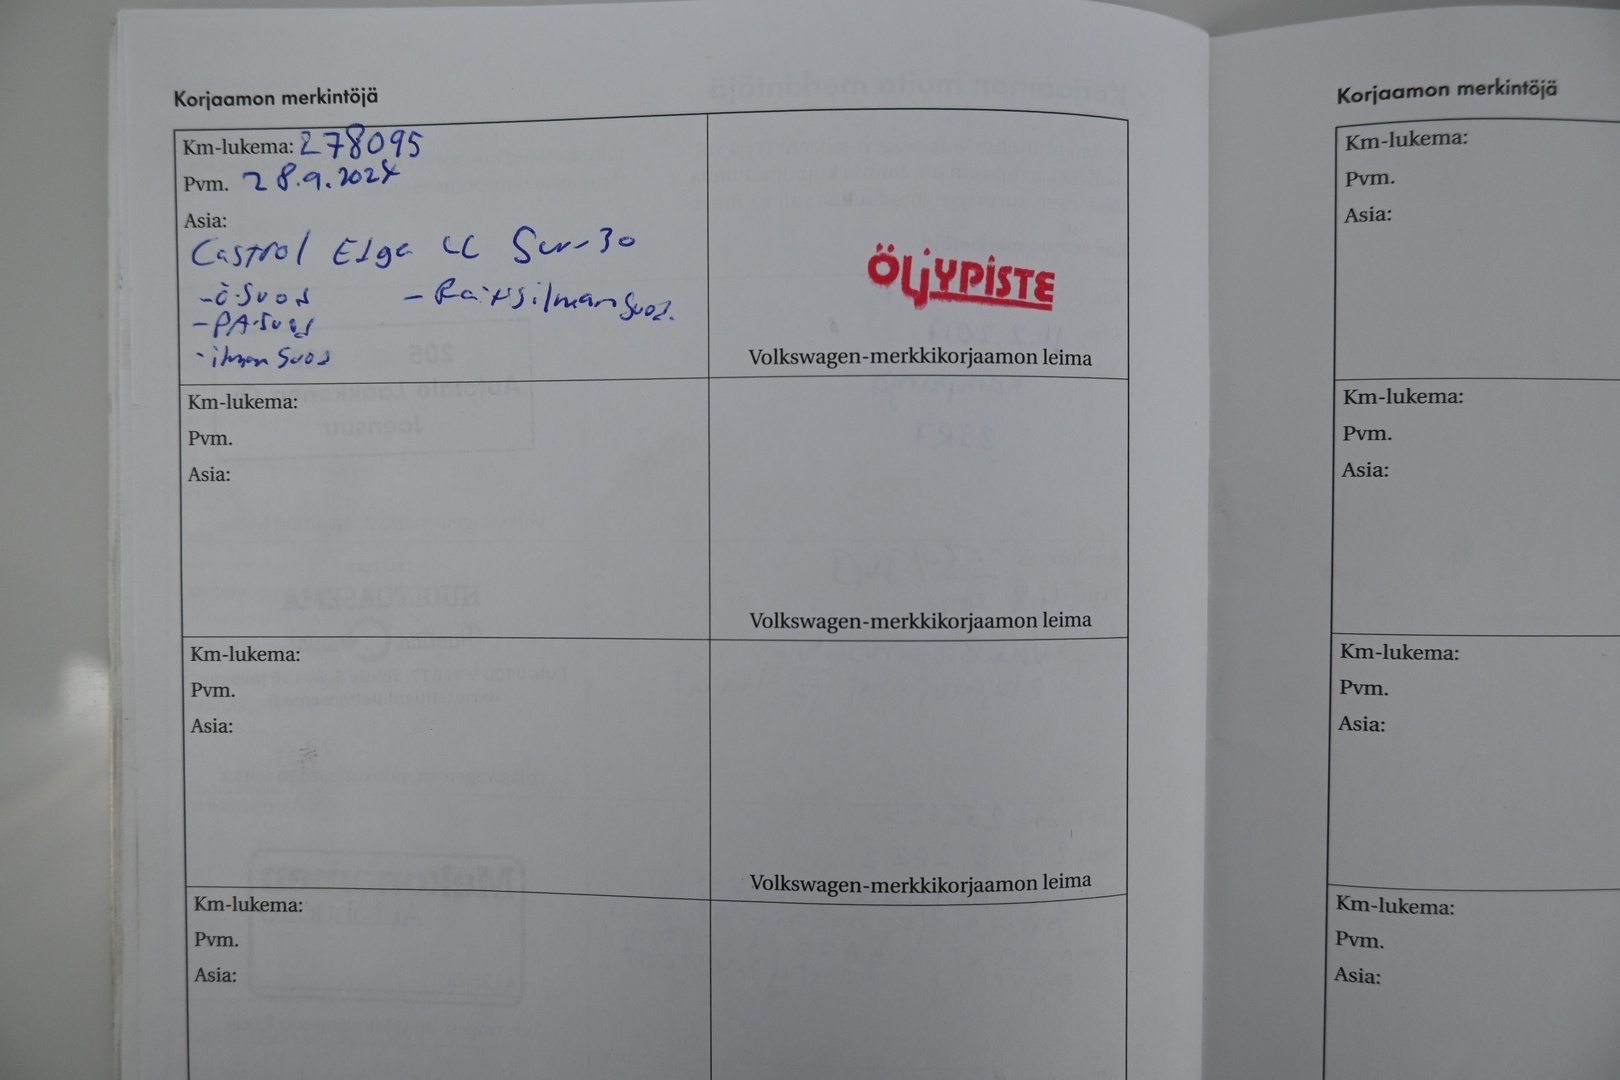 Korjaamon merkintöjä
Km-lukema: 278095
Pvm. 28.9.2024
Asia:
Castrol Edge LL 5w-30
-ö.suod - Raitisilmansuod.
-PA.suod
-ilman suod
ÖLJYPISTE
Volkswagen-merkkikorjaamon leima
Km-lukema:
Pvm.
Asia:
Volkswagen-merkkikorjaamon leima
Km-lukema:
Pvm.
Asia:
Volkswagen-merkkikorjaamon leima
Km-lukema:
Pvm.
Asia:
Korjaamon merkintöjä
Km-lukema:
Pvm.
Asia:
Km-lukema:
Pvm.
Asia:
Km-lukema:
Pvm.
Asia:
Km-lukema:
Pvm.
Asia: